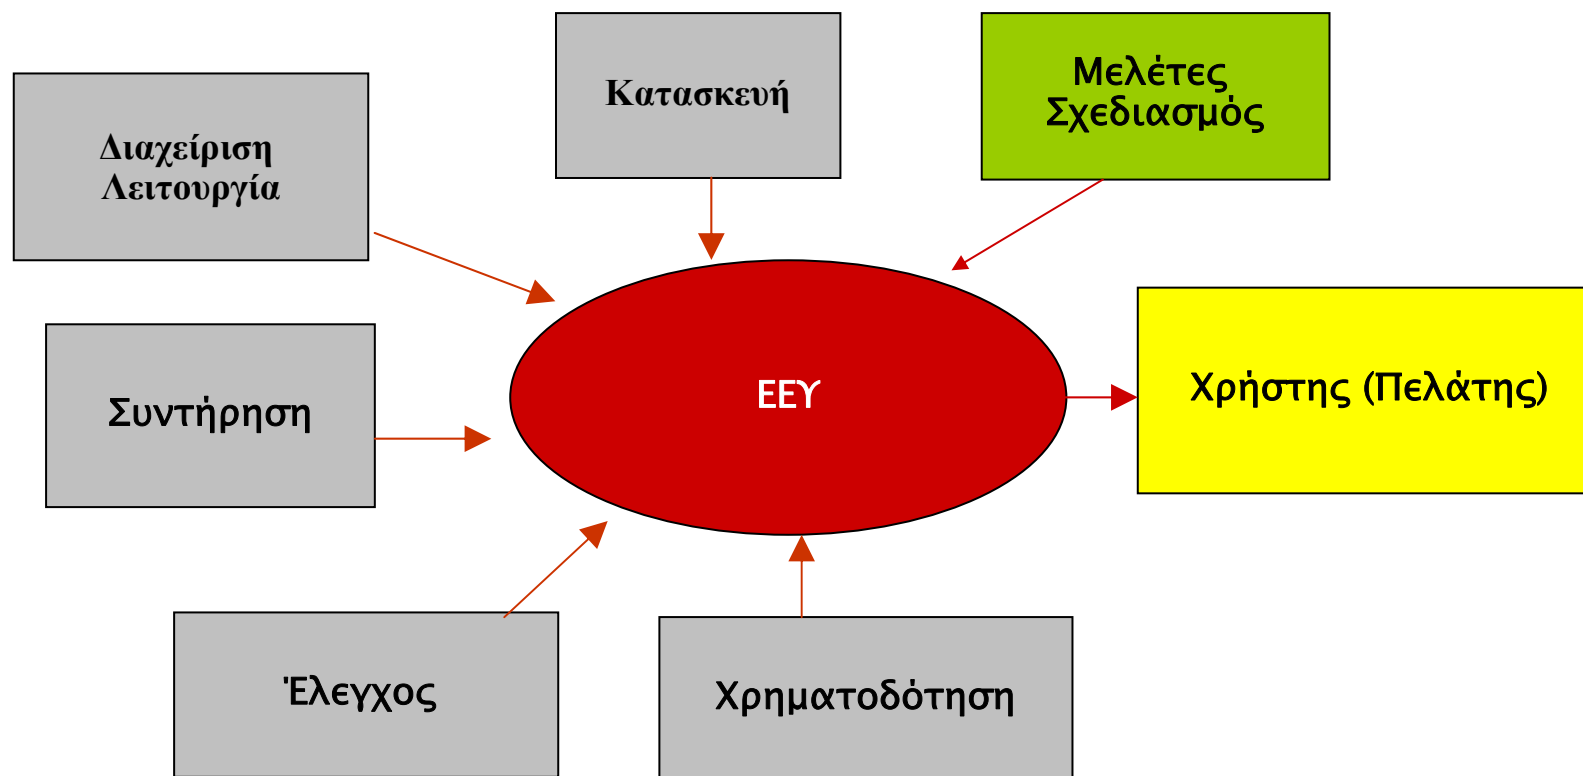 Κατασκευή
Μελέτες
Σχεδιασμός
Διαχείριση
Λειτουργία
Συντήρηση
ΕΕΥ
Χρήστης (Πελάτης)
Έλεγχος
Χρηματοδότηση